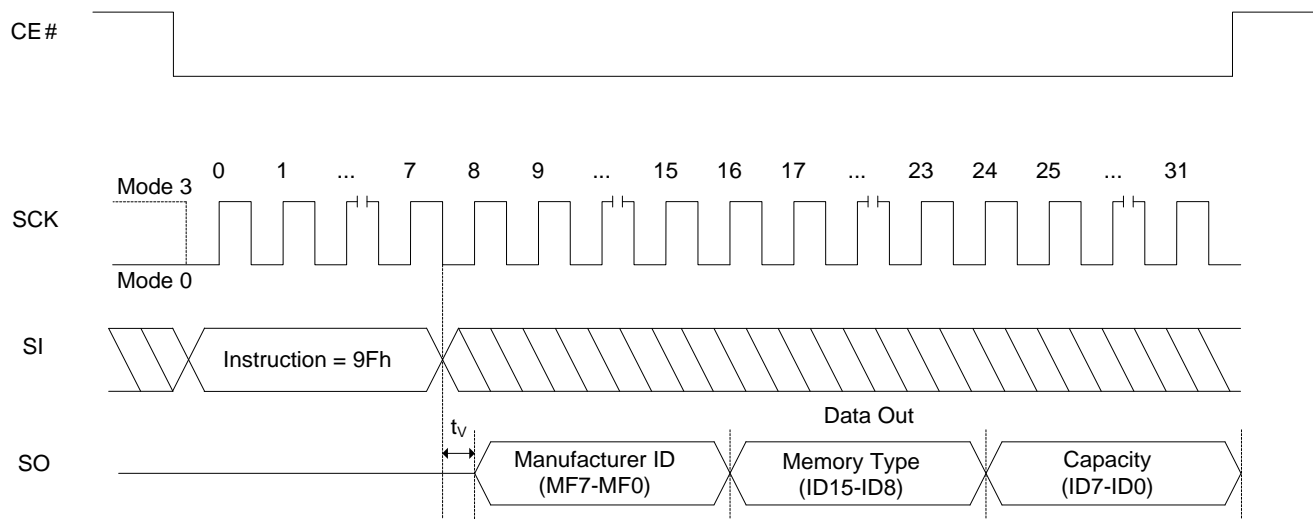 CE#
0 1 ... 7 8 9 ... 15 16 17 ... 23 24 25 ... 31
Mode 3
SCK
Mode 0
SI
Instruction = 9Fh
Data Out
tV
SO
Manufacturer ID
(MF7-MF0)
Memory Type
(ID15-ID8)
Capacity
(ID7-ID0)